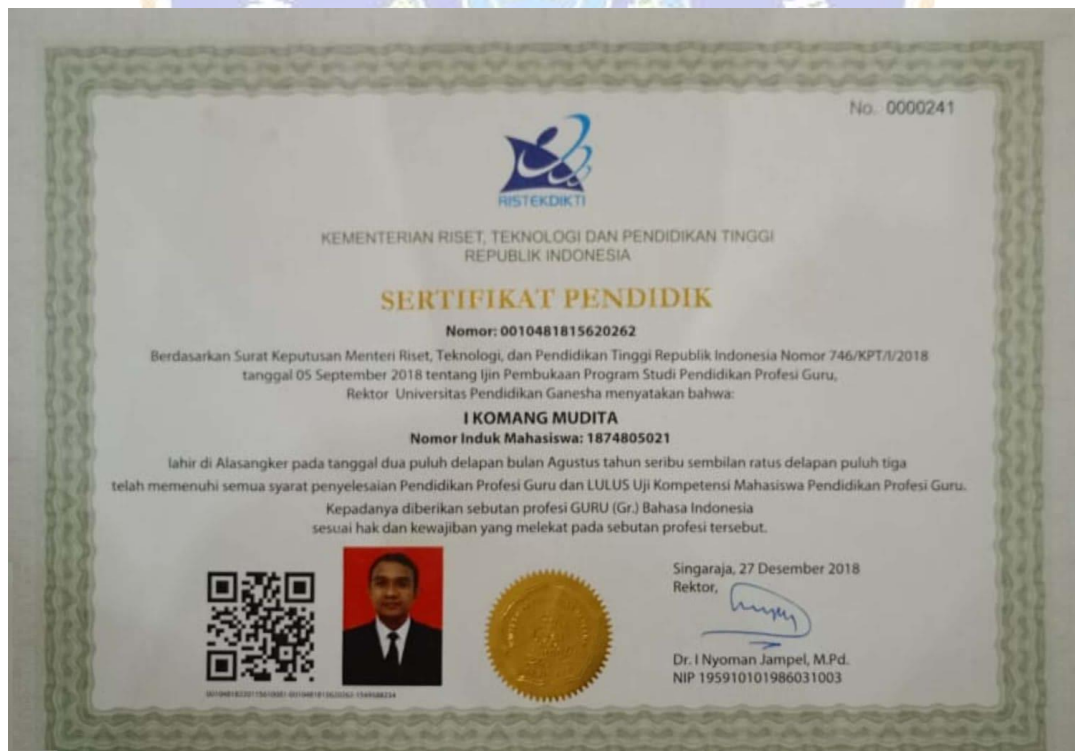 No. 0000241
RISTEKDIKTI
KEMENTERIAN RISET, TEKNOLOGI DAN PENDIDIKAN TINGGI
REPUBLIK INDONESIA
SERTIFIKAT PENDIDIK
Nomor: 0010481815620262
Berdasarkan Surat Keputusan Menteri Riset, Teknologi, dan Pendidikan Tinggi Republik Indonesia Nomor 746/KPT/I/2018
tanggal 05 September 2018 tentang Ijin Pembukaan Program Studi Pendidikan Profesi Guru,
Rektor Universitas Pendidikan Ganesha menyatakan bahwa:
I KOMANG MUDITA
Nomor Induk Mahasiswa: 1874805021
lahir di Alasangker pada tanggal dua puluh delapan bulan Agustus tahun seribu sembilan ratus delapan puluh tiga
telah memenuhi semua syarat penyelesaian Pendidikan Profesi Guru dan LULUS Uji Kompetensi Mahasiswa Pendidikan Profesi Guru.
Kepadanya diberikan sebutan profesi GURU (Gr.) Bahasa Indonesia
sesuai hak dan kewajiban yang melekat pada sebutan profesi tersebut.
Singaraja, 27 Desember 2018
Rektor,
Dr. I Nyoman Jampel, M.Pd.
NIP 195910101986031003